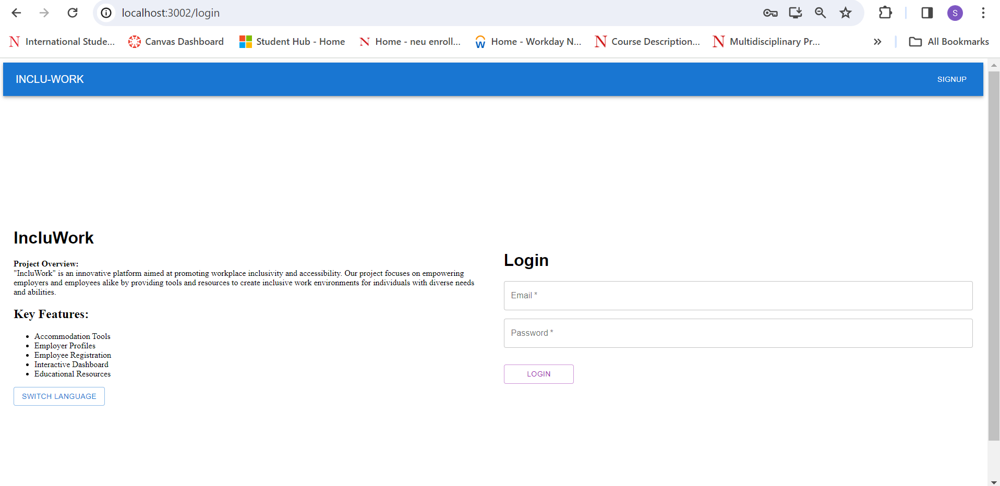 localhost:3002/login
S
International Stude...
Canvas Dashboard
Student Hub - Home
Home - neu enroll...
Home - Workday N...
Course Description...
Multidisciplinary Pr...
All Bookmarks
INCLU-WORK
SIGNUP
IncluWork
Project Overview:
"IncluWork" is an innovative platform aimed at promoting workplace inclusivity and accessibility. Our project focuses on empowering
employers and employees alike by providing tools and resources to create inclusive work environments for individuals with diverse needs
and abilities.
Key Features:
Accommodation Tools
Employer Profiles
Employee Registration
Interactive Dashboard
Educational Resources
SWITCH LANGUAGE
Login
Email *
Password *
LOGIN